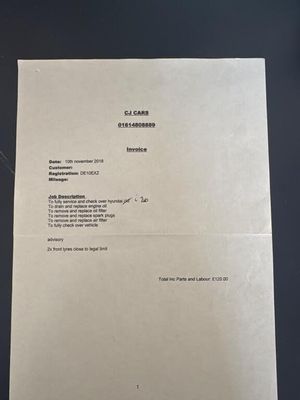 CJ CARS
01614808889
Invoice
Date: 10th november 2018
Customer:
Registration: DE10EXZ
Mileage:
Job Description
To fully service and check over hyundai i20
To drain and replace engine oil
To remove and replace oil filter
To remove and replace spark plugs
To remove and replace air filter
To fully check over vehicle
advisory
2x front tyres close to legal limit
Total Inc Parts and Labour: £120.00
1